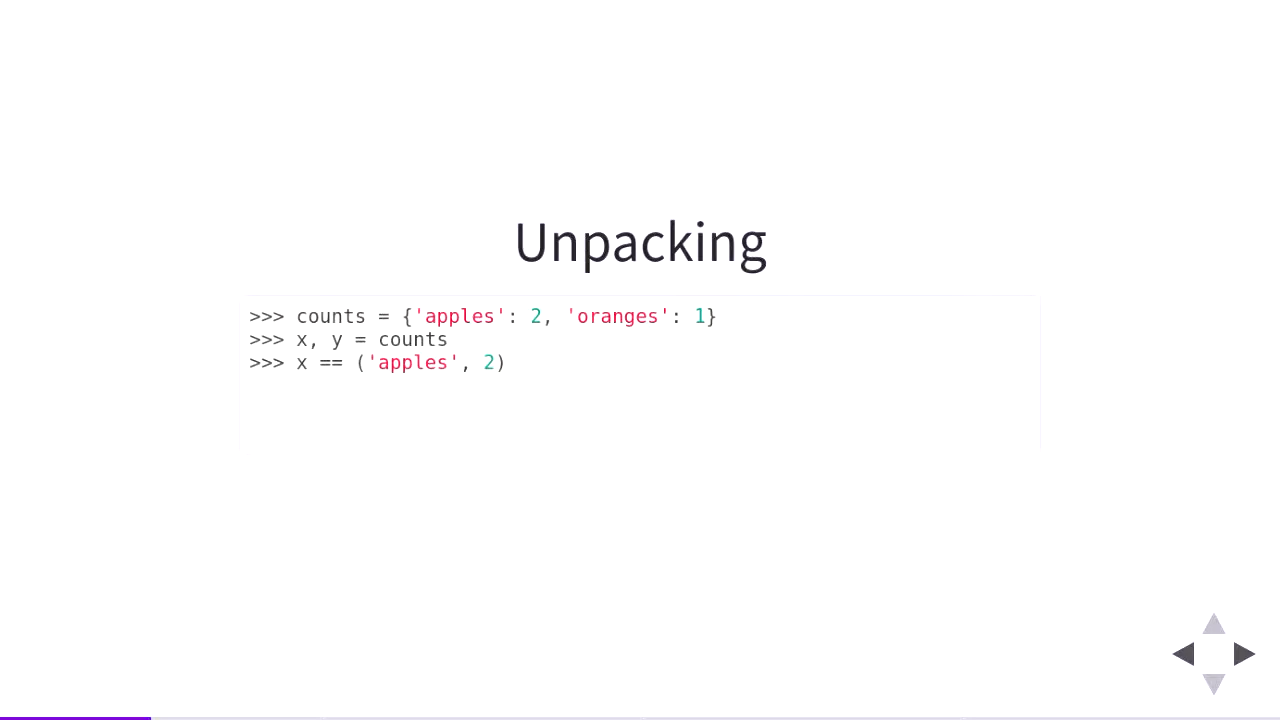 Unpacking
>>> counts = {'apples': 2, 'oranges': 1}
>>> x, y = counts
>>> x == ('apples', 2)